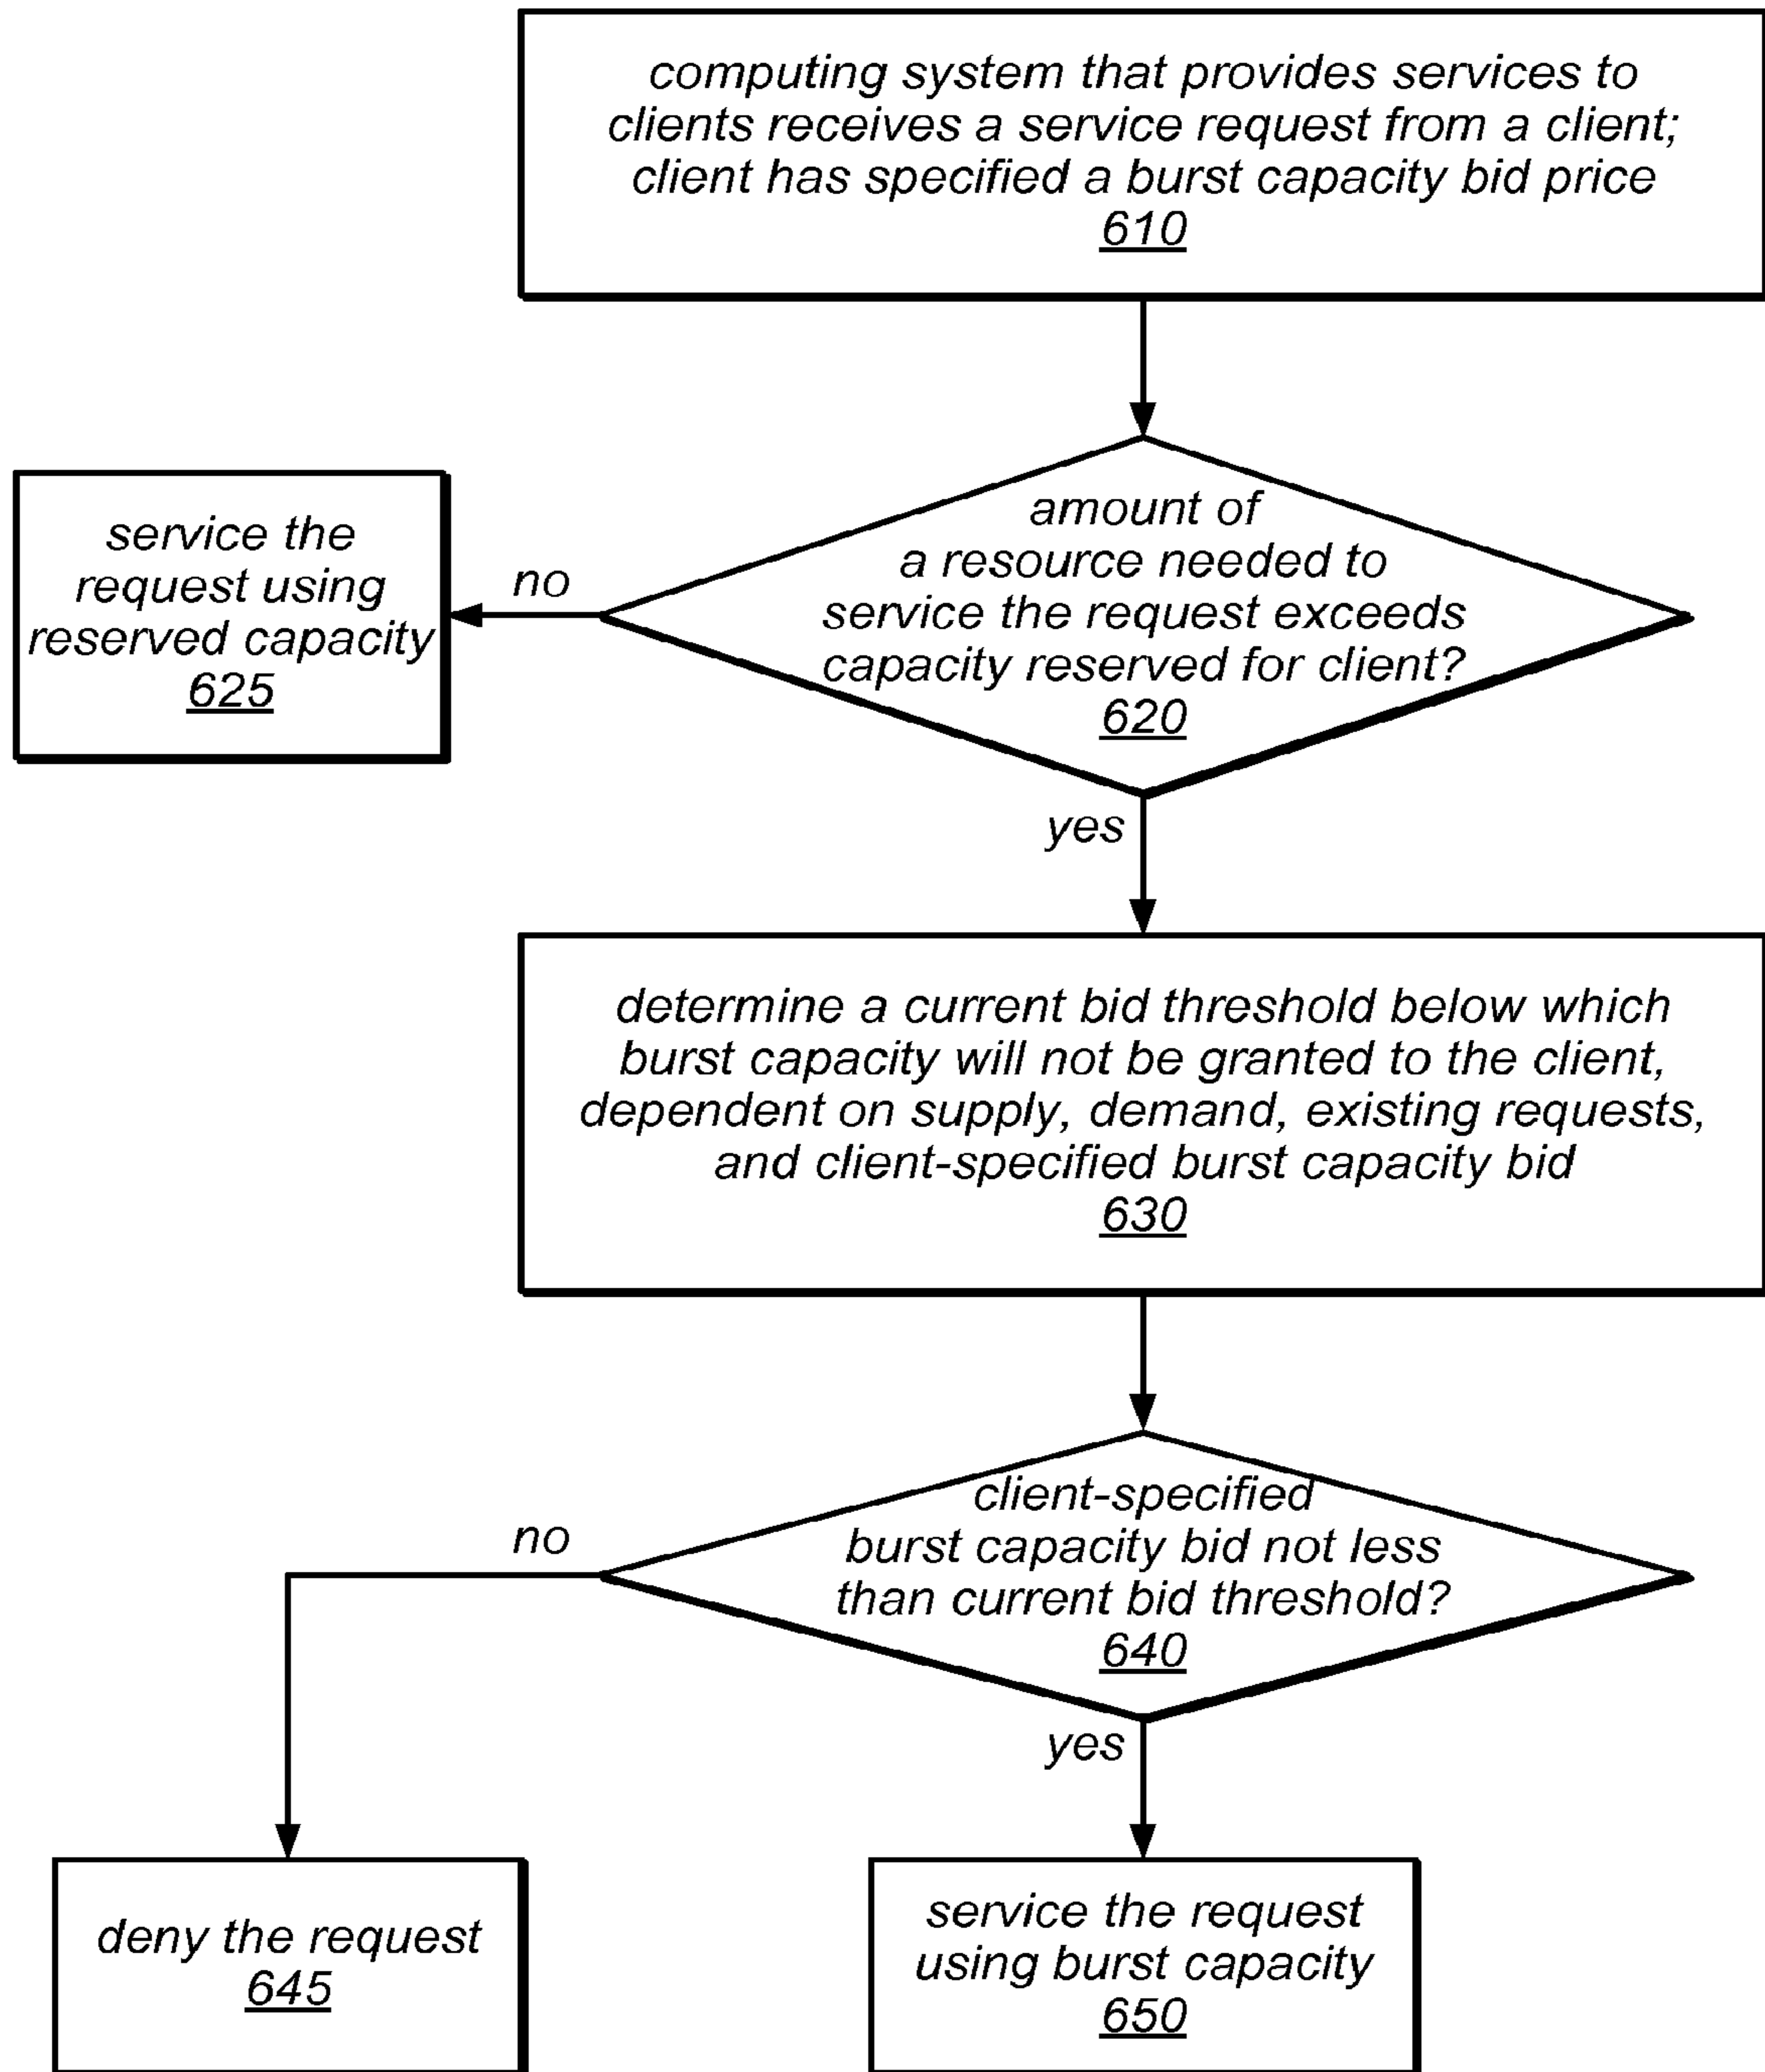 computing system that provides services to
clients receives a service request from a client;
client has specified a burst capacity bid price
610
amount of
a resource needed to
service the request exceeds
capacity reserved for client?
620
no
service the
request using
reserved capacity
625
yes
determine a current bid threshold below which
burst capacity will not be granted to the client,
dependent on supply, demand, existing requests,
and client-specified burst capacity bid
630
client-specified
burst capacity bid not less
than current bid threshold?
640
no
yes
deny the request
645
service the request
using burst capacity
650